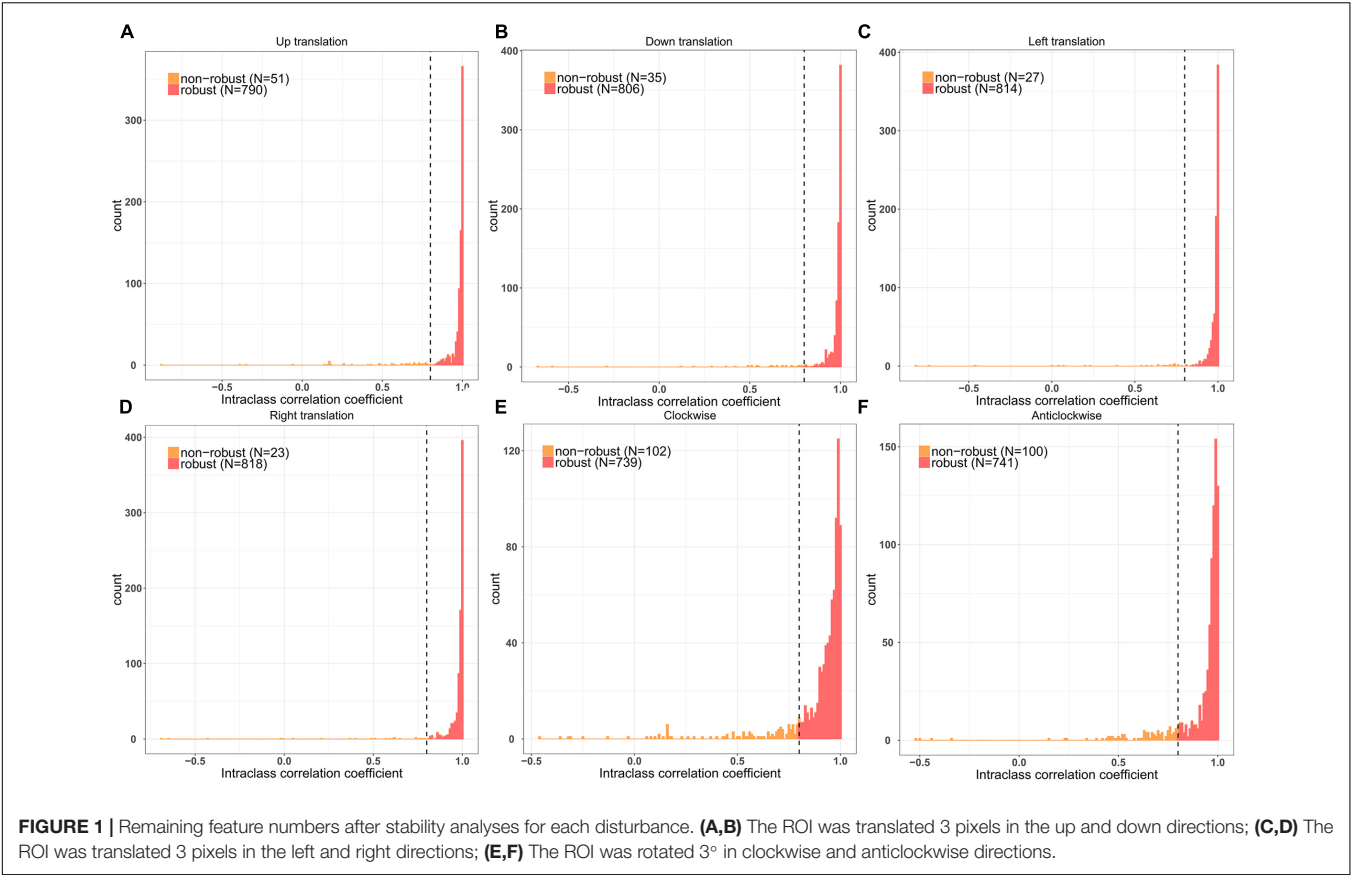 A
Up translation
non−robust (N=51)
robust (N=790)
count
300
200
100
0
−0.5
0.0
0.5
1.0
Intraclass correlation coefficient
B
Down translation
non−robust (N=35)
robust (N=806)
count
400
300
200
100
0
−0.5
0.0
0.5
1.0
Intraclass correlation coefficient
C
Left translation
non−robust (N=27)
robust (N=814)
count
400
300
200
100
0
−0.5
0.0
0.5
1.0
Intraclass correlation coefficient
D
Right translation
non−robust (N=23)
robust (N=818)
count
400
300
200
100
0
−0.5
0.0
0.5
1.0
Intraclass correlation coefficient
E
Clockwise
non−robust (N=102)
robust (N=739)
count
120
80
40
0
−0.5
0.0
0.5
1.0
Intraclass correlation coefficient
F
Anticlockwise
non−robust (N=100)
robust (N=741)
count
150
100
50
0
−0.5
0.0
0.5
1.0
Intraclass correlation coefficient
FIGURE 1 | Remaining feature numbers after stability analyses for each disturbance. (A,B) The ROI was translated 3 pixels in the up and down directions; (C,D) The
ROI was translated 3 pixels in the left and right directions; (E,F) The ROI was rotated 3° in clockwise and anticlockwise directions.